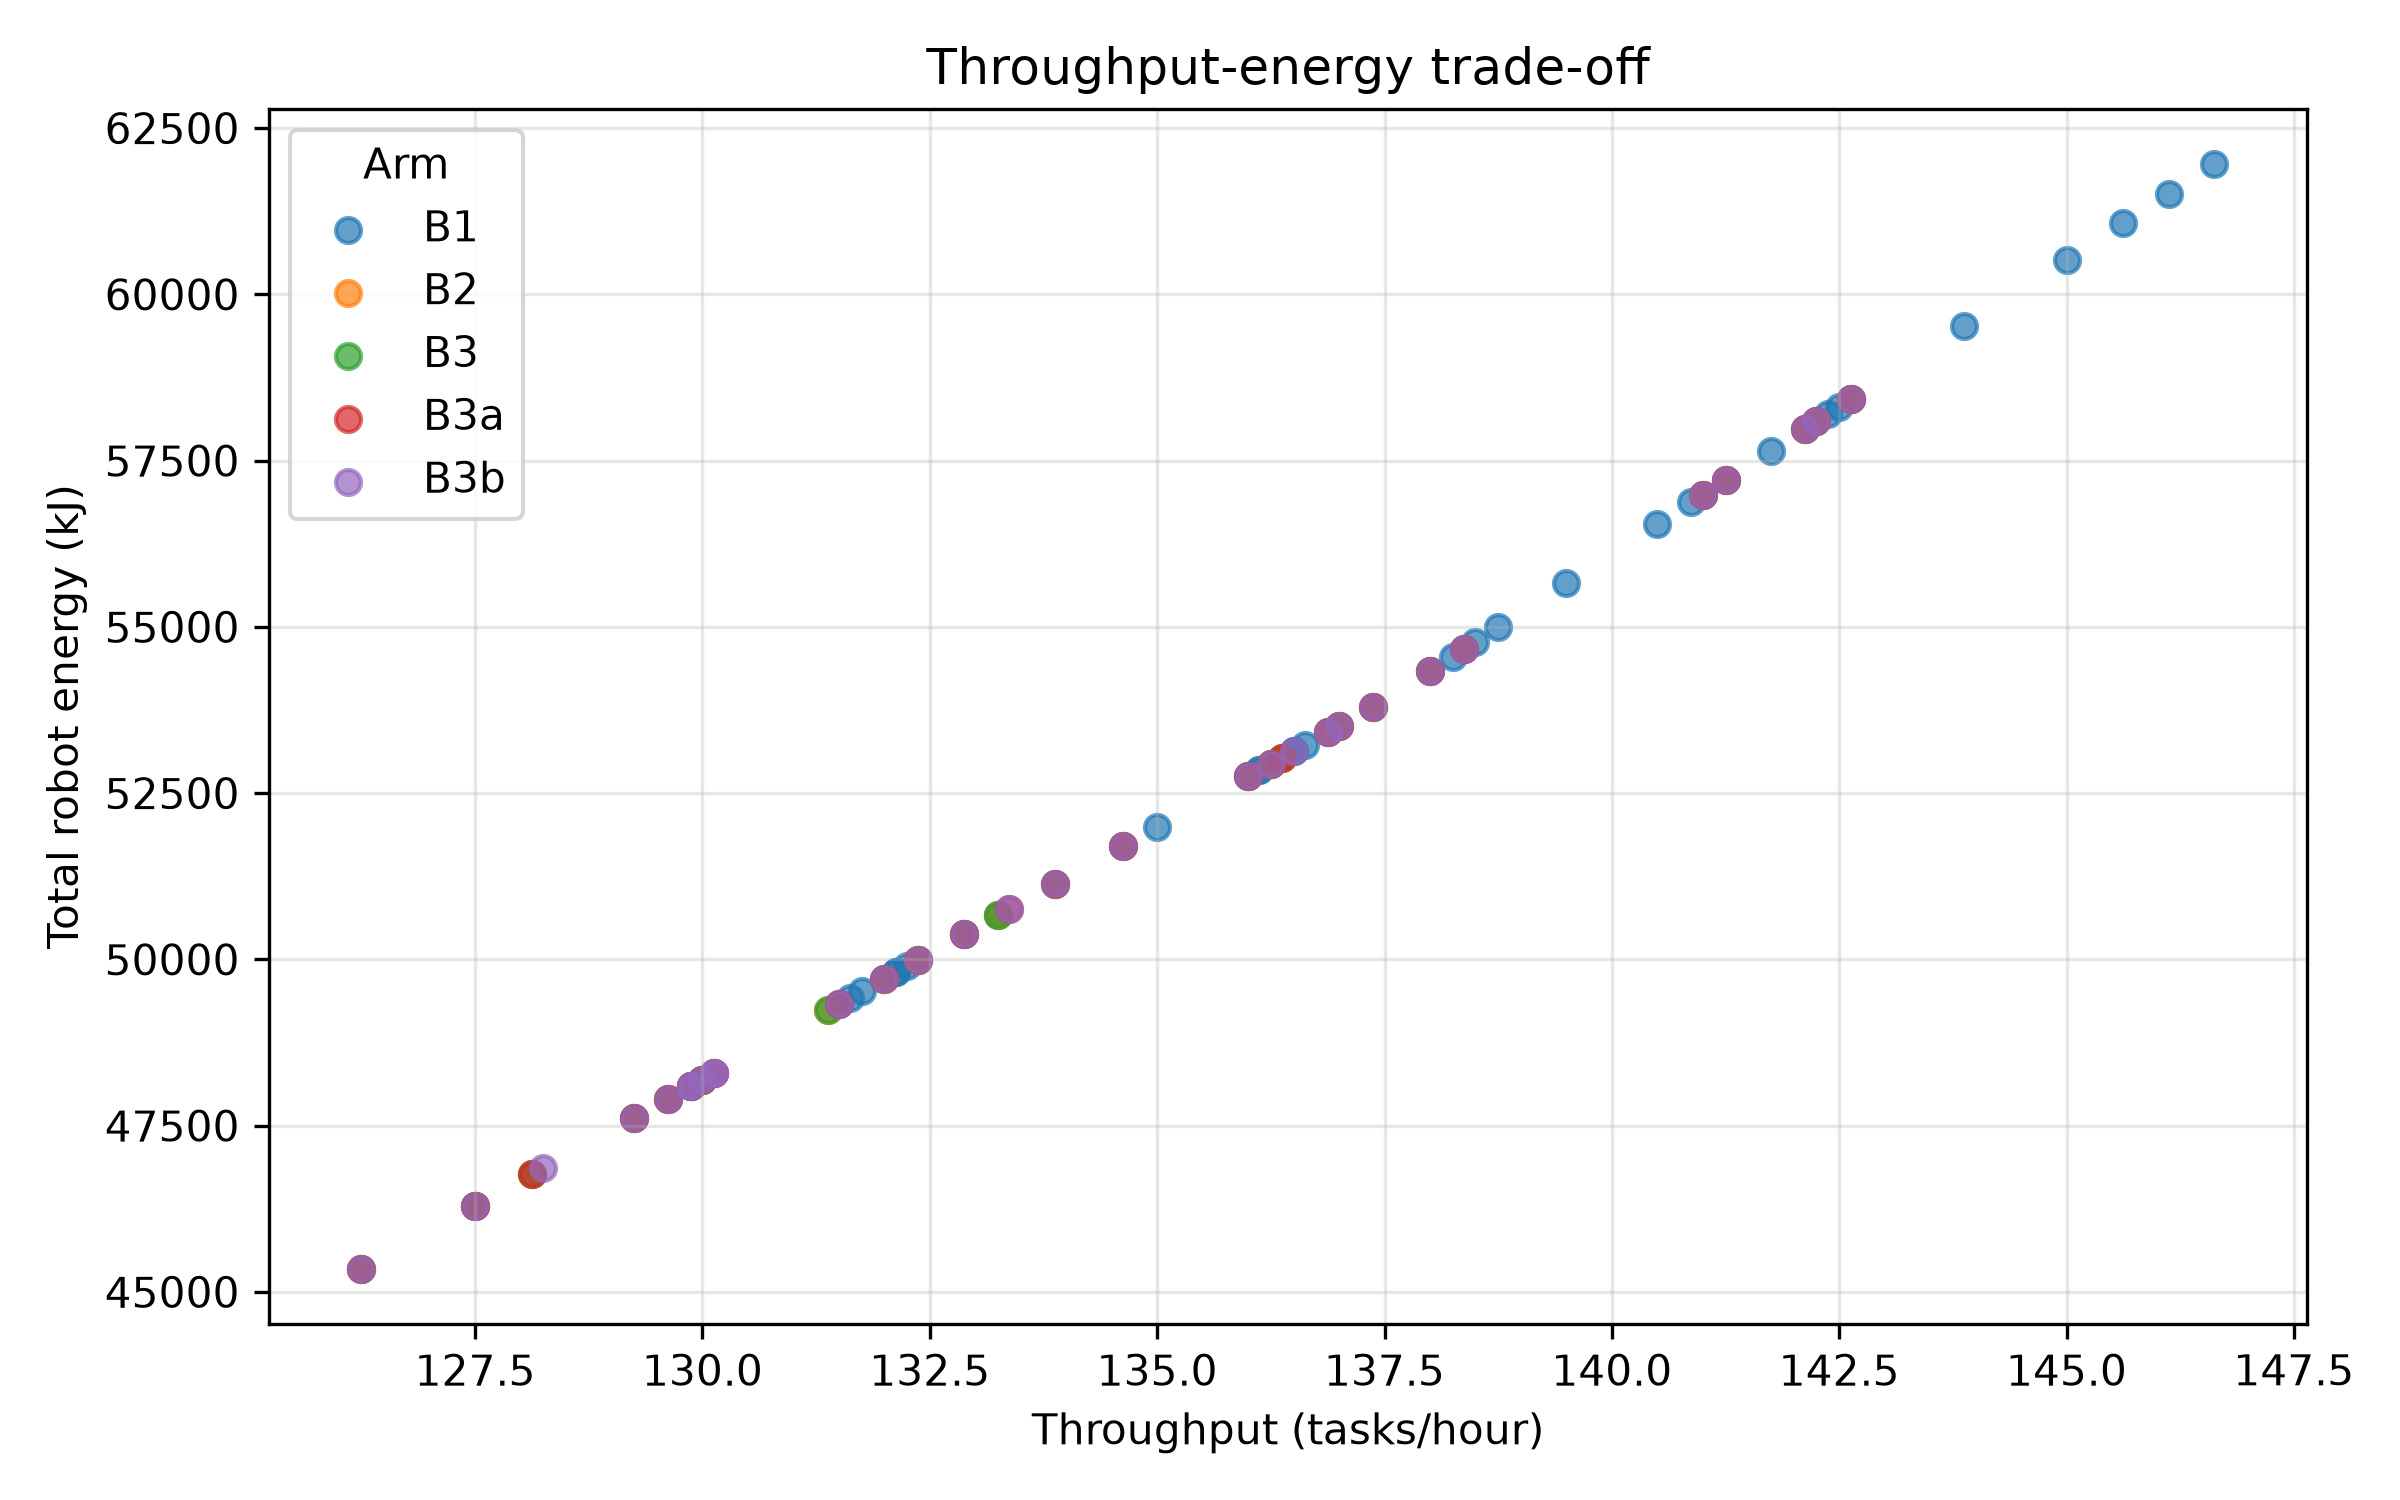 Throughput-energy trade-off
62500
60000
57500
55000
52500
50000
47500
45000
Total robot energy (kJ)
Arm
B1
B2
B3
B3a
B3b
127.5 130.0 132.5 135.0 137.5 140.0 142.5 145.0 147.5
Throughput (tasks/hour)